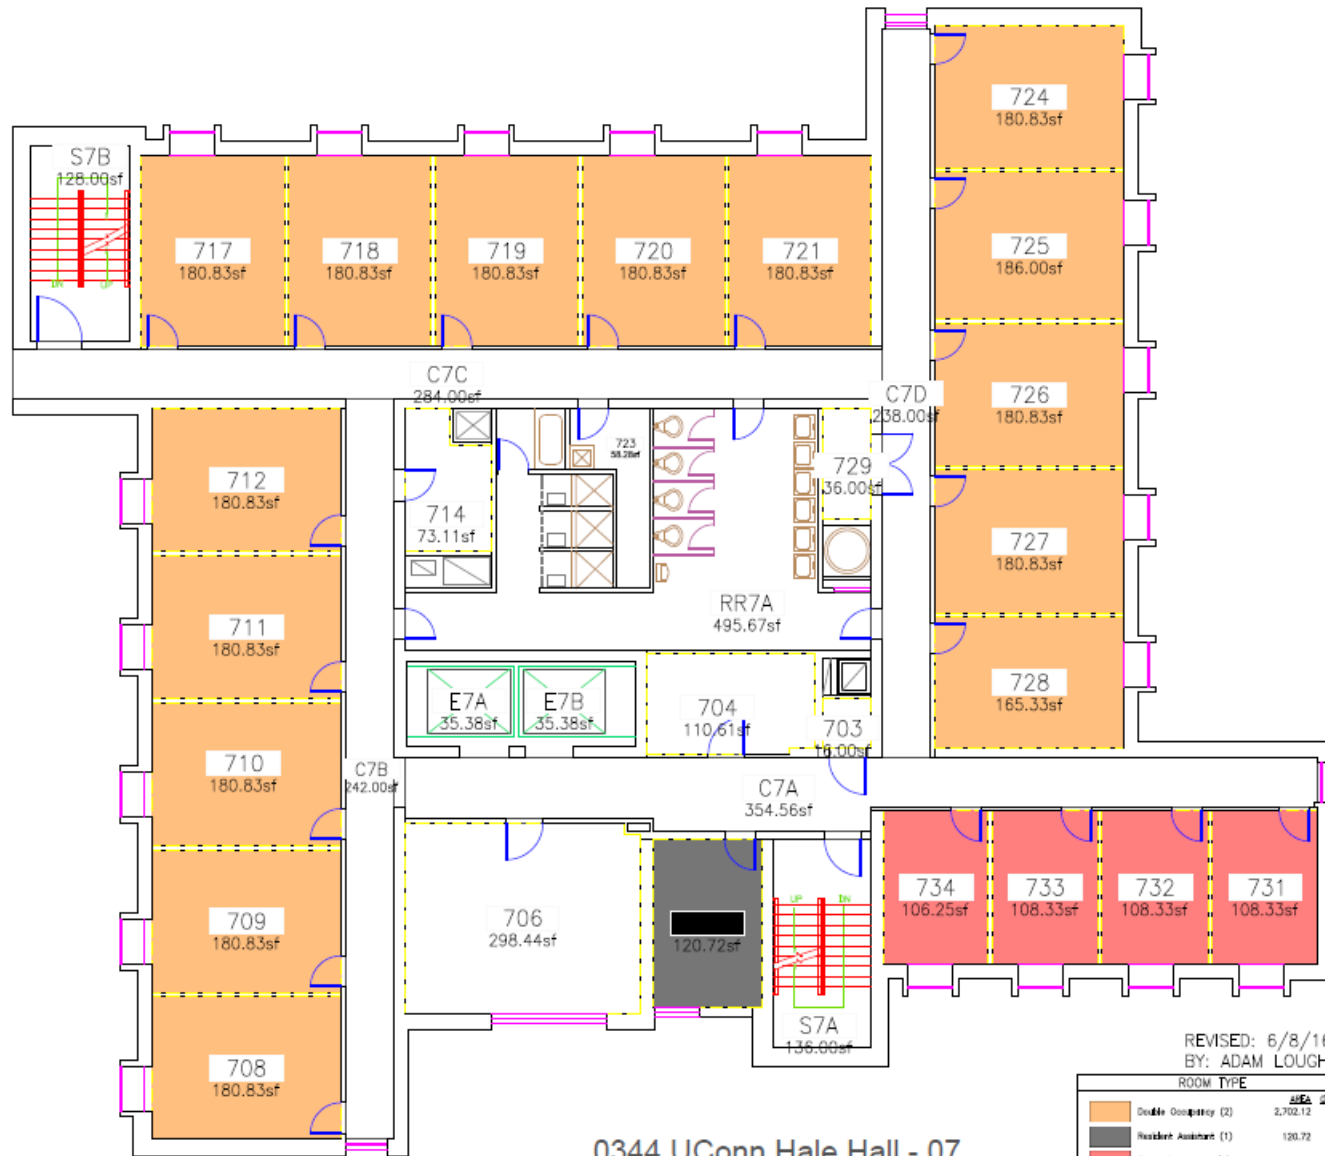 724
180.83sf
S7B
128.00sf
717
180.83sf
718
180.83sf
719
180.83sf
720
180.83sf
721
180.83sf
725
186.00sf
DN
UP
C7C
284.00sf
C7D
238.00sf
726
180.83sf
712
180.83sf
723
58.28sf
729
36.00sf
714
73.11sf
727
180.83sf
711
180.83sf
RR7A
495.67sf
E7A
35.38sf
E7B
35.38sf
704
110.61sf
703
16.00sf
728
165.33sf
710
180.83sf
C7B
242.00sf
C7A
354.56sf
709
180.83sf
706
298.44sf
120.72sf
UP
DN
734
106.25sf
733
108.33sf
732
108.33sf
731
108.33sf
S7A
136.00sf
708
180.83sf
REVISED: 6/8/16
BY: ADAM LOUGH
ROOM TYPE
AREA
Double Occupancy (2) 2,702.12
Resident Assistant (1) 120.72
0344 UConn Hale Hall - 07